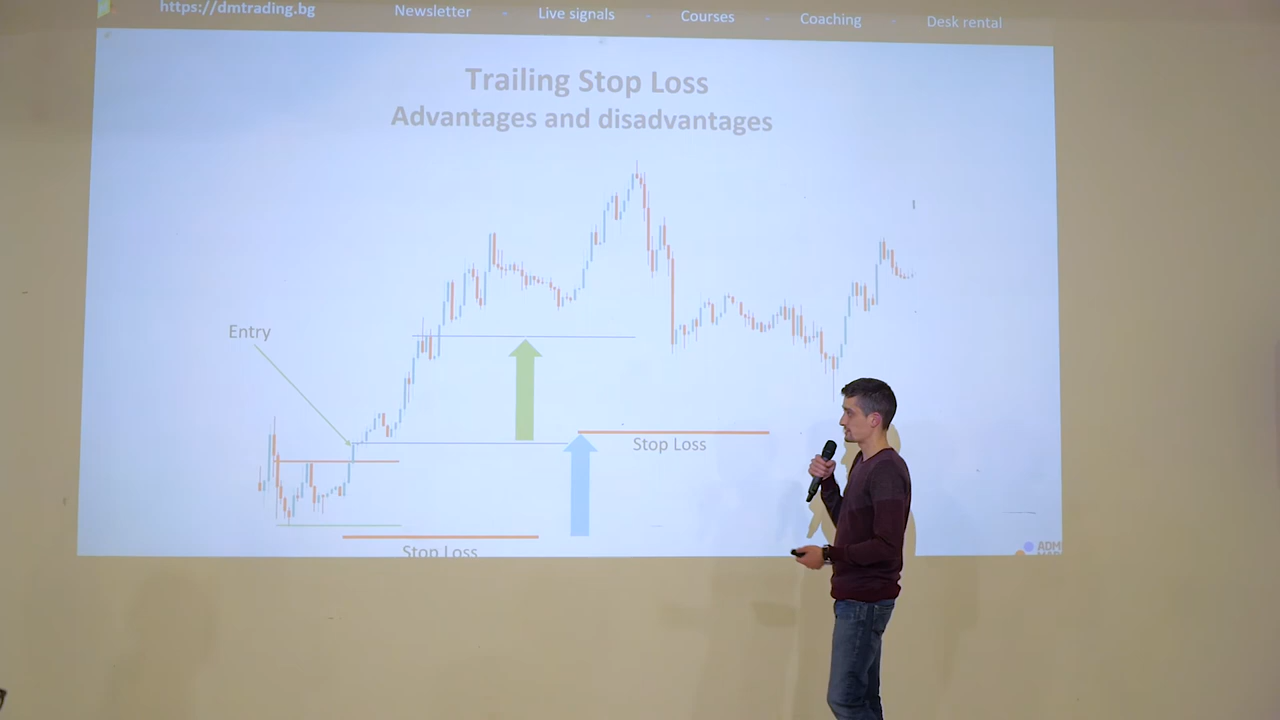 https://dmtrading.bg Newsletter - Live signals - Courses - Coaching - Desk rental
Trailing Stop Loss
Advantages and disadvantages
Entry
Stop Loss
Stop Loss
ADM